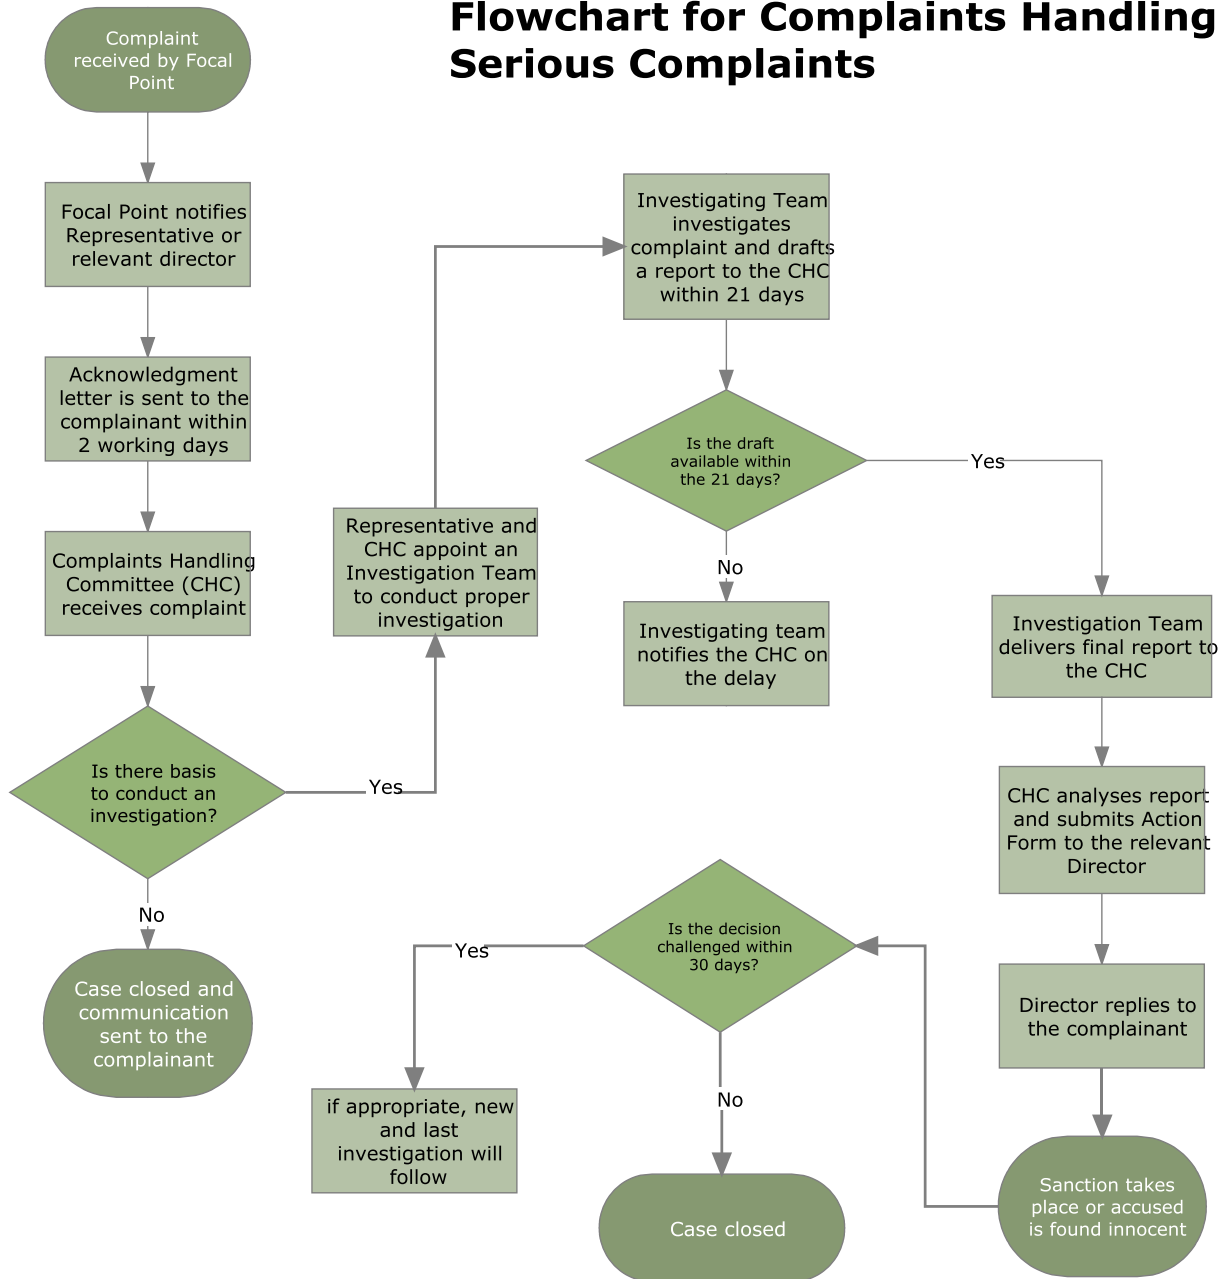 Flowchart for Complaints Handling
Serious Complaints
Complaint
received by Focal
Point
Focal Point notifies
Representative or
relevant director
Acknowledgment
letter is sent to the
complainant within
2 working days
Complaints Handling
Committee (CHC)
receives complaint
Is there basis
to conduct an
investigation?
No
Case closed and
communication
sent to the
complainant
Yes
Representative and
CHC appoint an
Investigation Team
to conduct proper
investigation
Investigating Team
investigates
complaint and drafts
a report to the CHC
within 21 days
Is the draft
available within
the 21 days?
No
Investigating team
notifies the CHC on
the delay
Yes
Investigation Team
delivers final report to
the CHC
CHC analyses report
and submits Action
Form to the relevant
Director
Director replies to
the complainant
Sanction takes
place or accused
is found innocent
Is the decision
challenged within
30 days?
Yes
if appropriate, new
and last
investigation will
follow
No
Case closed